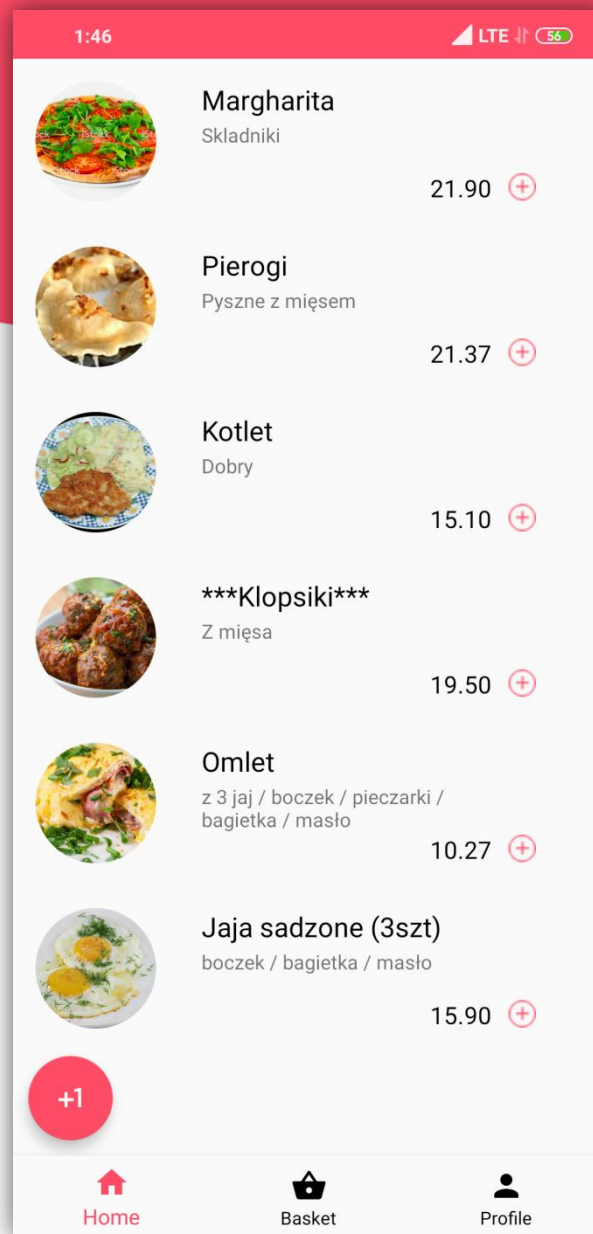 1:46
LTE 56
Margharita
Skladniki
21.90
Pierogi
Pyszne z mięsem
21.37
Kotlet
Dobry
15.10
***Klopsiki***
Z mięsa
19.50
Omlet
z 3 jaj / boczek / pieczarki /
bagietka / masło
10.27
Jaja sadzone (3szt)
boczek / bagietka / masło
15.90
+1
Home
Basket
Profile